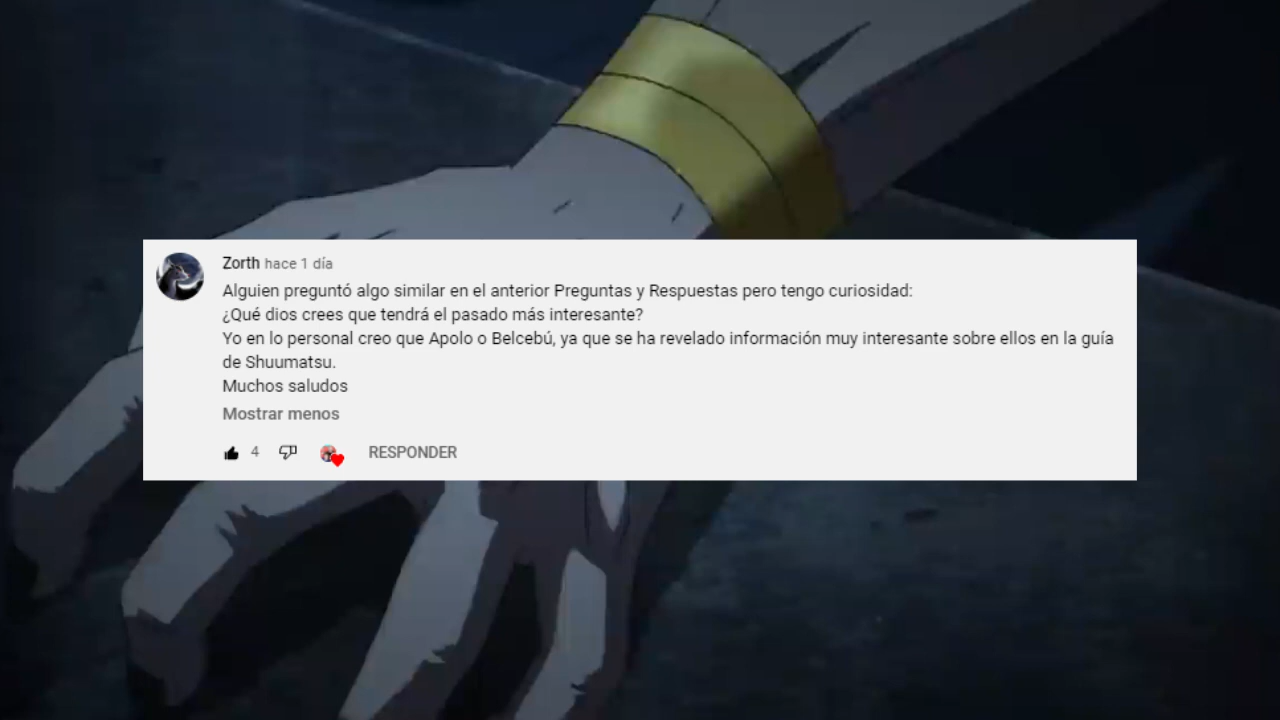 Zorth hace 1 día
Alguien preguntó algo similar en el anterior Preguntas y Respuestas pero tengo curiosidad:
¿Qué dios crees que tendrá el pasado más interesante?
Yo en lo personal creo que Apolo o Belcebú, ya que se ha revelado información muy interesante sobre ellos en la guía
de Shuumatsu.
Muchos saludos
Mostrar menos
4 RESPONDER